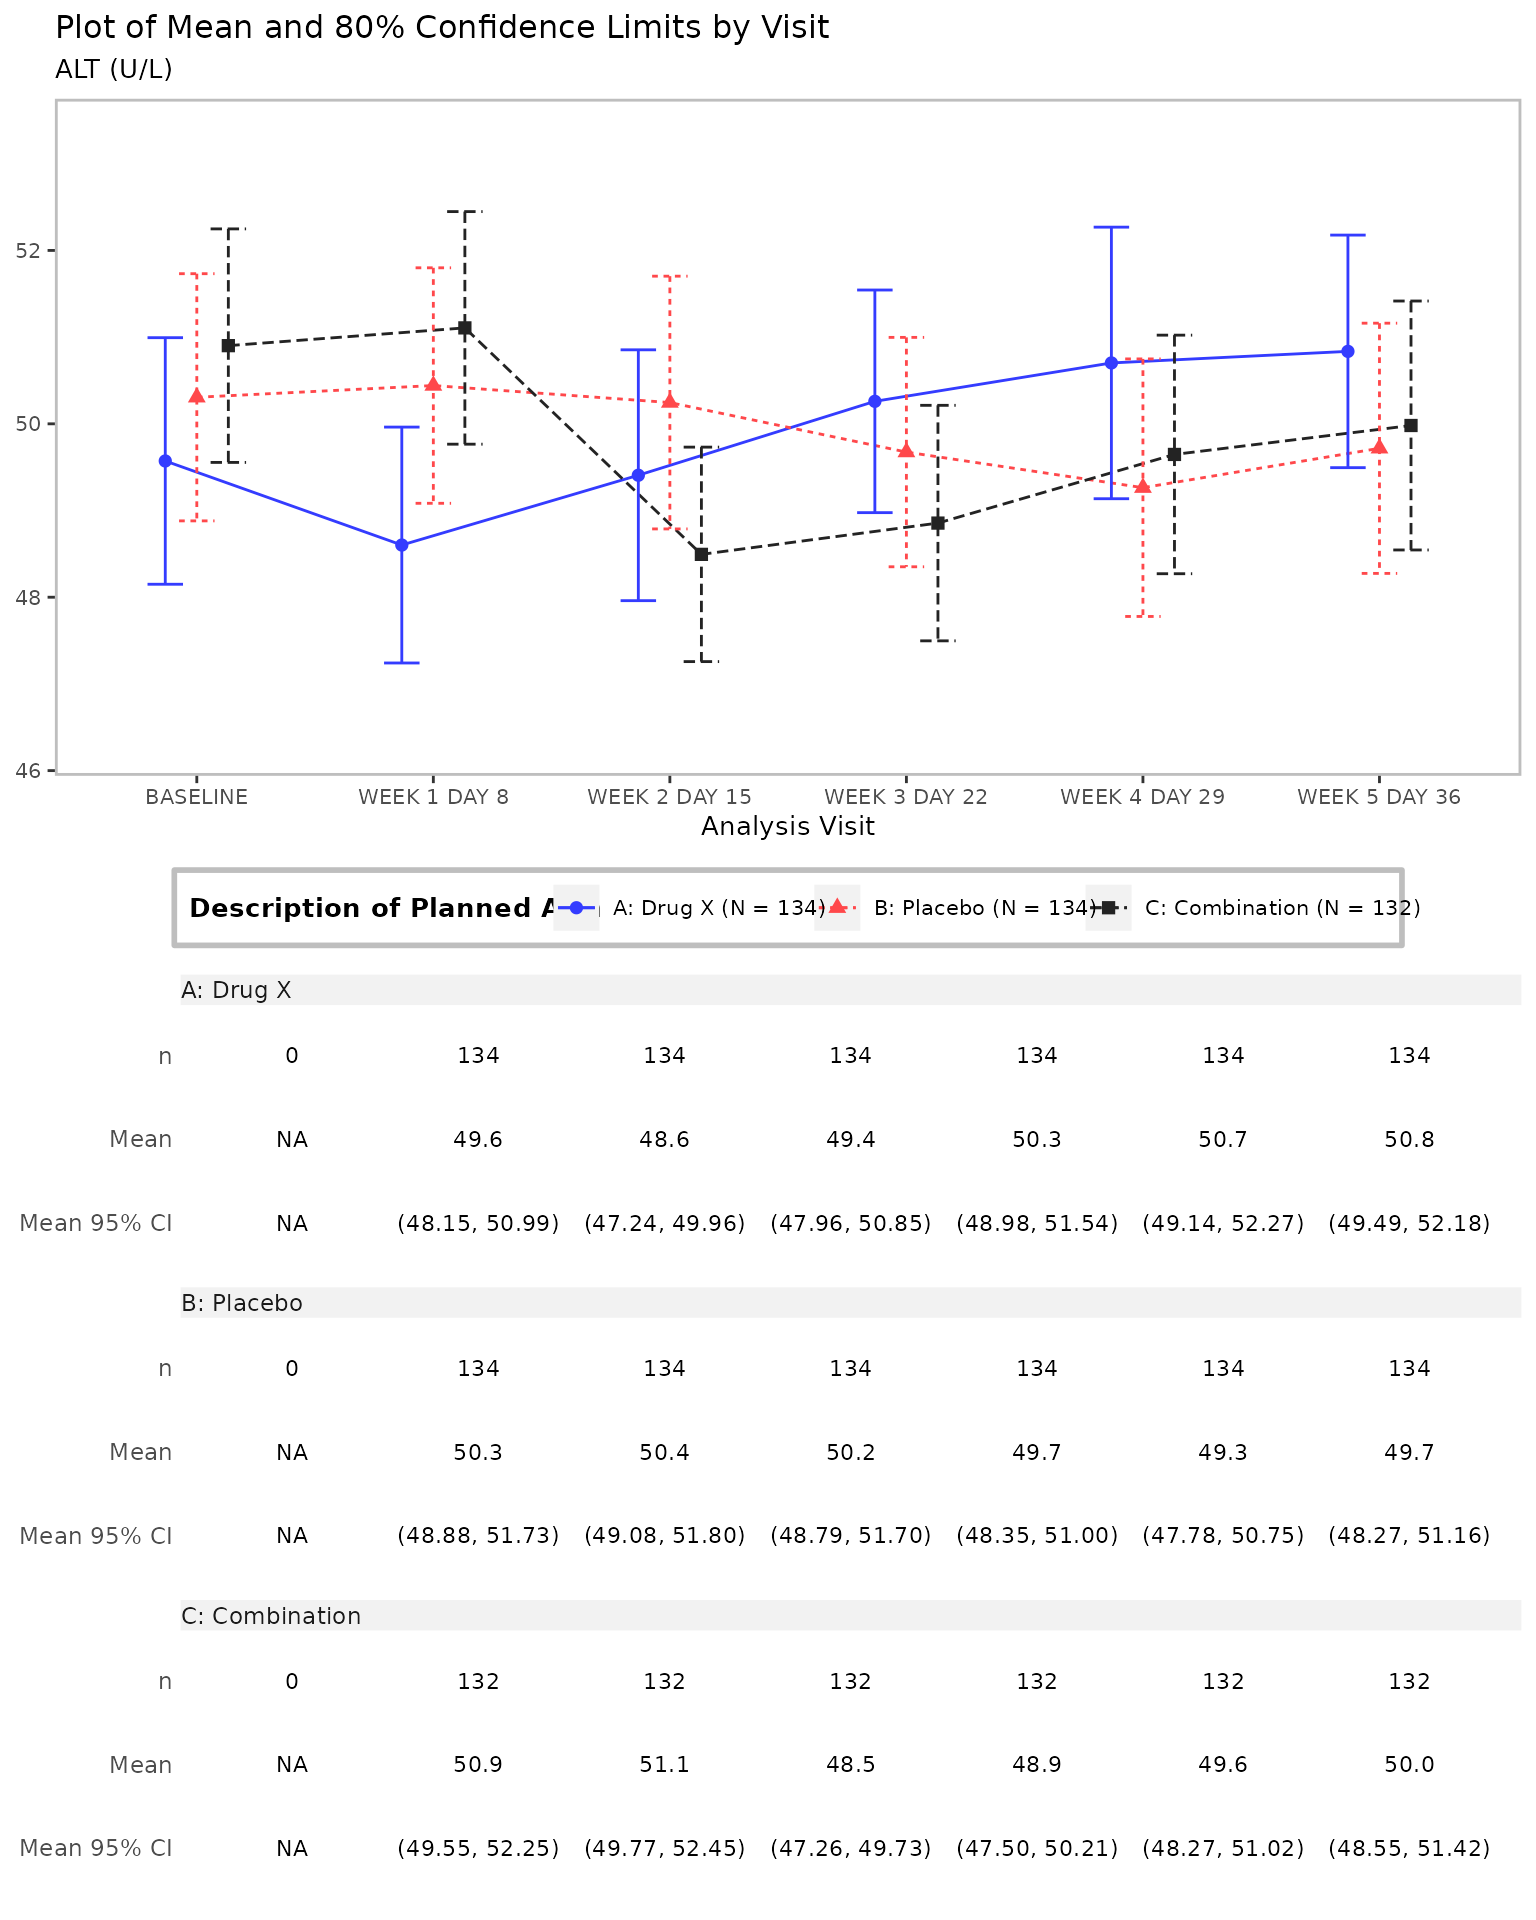 Plot of Mean and 80% Confidence Limits by Visit
ALT (U/L)
52
50
48
46
BASELINE WEEK 1 DAY 8 WEEK 2 DAY 15 WEEK 3 DAY 22 WEEK 4 DAY 29 WEEK 5 DAY 36
Analysis Visit
Description of Planned A: Drug X (N = 134) B: Placebo (N = 134) C: Combination (N = 132)
A: Drug X
n 0 134 134 134 134 134 134
Mean NA 49.6 48.6 49.4 50.3 50.7 50.8
Mean 95% CI NA (48.15, 50.99) (47.24, 49.96) (47.96, 50.85) (48.98, 51.54) (49.14, 52.27) (49.49, 52.18)
B: Placebo
n 0 134 134 134 134 134 134
Mean NA 50.3 50.4 50.2 49.7 49.3 49.7
Mean 95% CI NA (48.88, 51.73) (49.08, 51.80) (48.79, 51.70) (48.35, 51.00) (47.78, 50.75) (48.27, 51.16)
C: Combination
n 0 132 132 132 132 132 132
Mean NA 50.9 51.1 48.5 48.9 49.6 50.0
Mean 95% CI NA (49.55, 52.25) (49.77, 52.45) (47.26, 49.73) (47.50, 50.21) (48.27, 51.02) (48.55, 51.42)